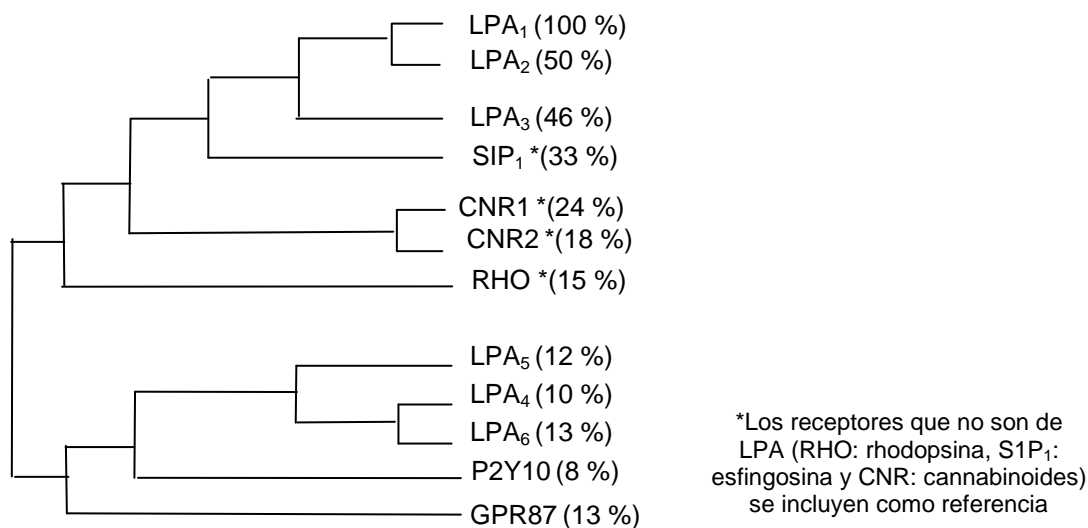 LPA₁ (100 %)
LPA₂ (50 %)
LPA₃ (46 %)
SIP₁ *(33 %)
CNR1 *(24 %)
CNR2 *(18 %)
RHO *(15 %)
LPA₅ (12 %)
LPA₄ (10 %)
LPA₆ (13 %)
P2Y10 (8 %)
GPR87 (13 %)
*Los receptores que no son de
LPA (RHO: rhodopsina, S1P₁:
esfingosina y CNR: cannabinoides)
se incluyen como referencia